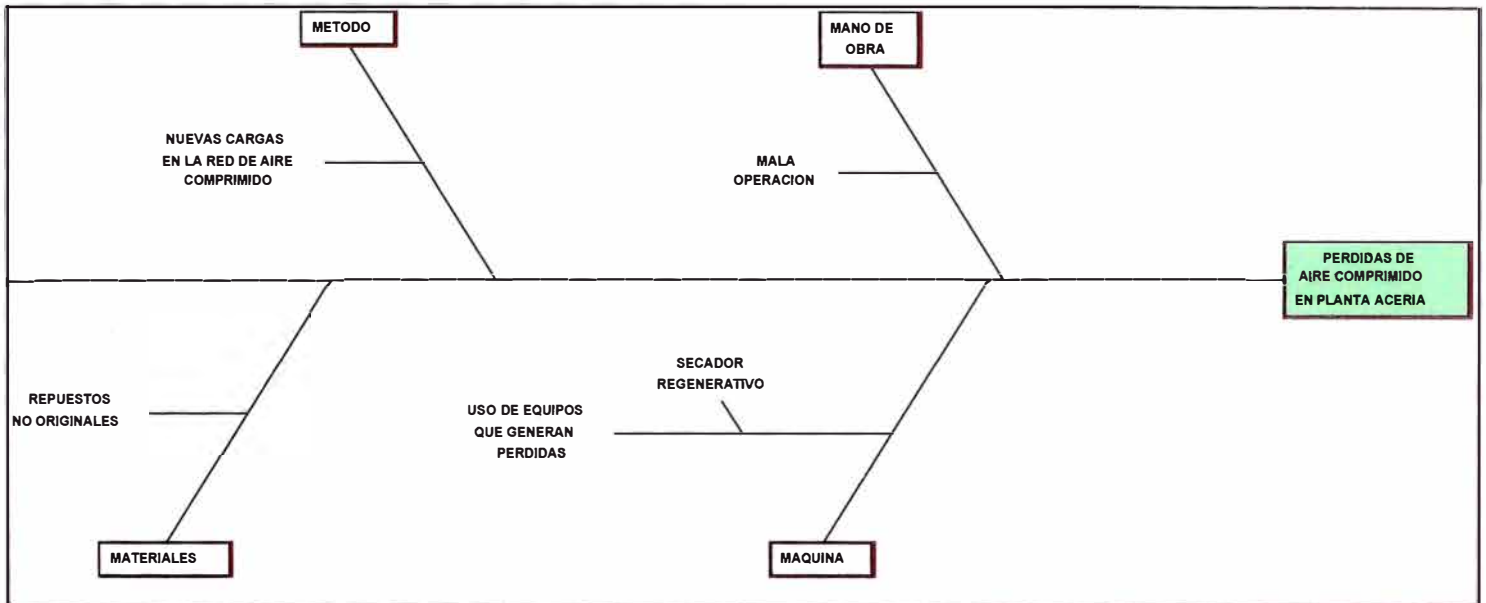 METODO
MANO DE
OBRA
NUEVAS CARGAS
EN LA RED DE AIRE
COMPRIMIDO
MALA
OPERACION
PERDIDAS DE
AIRE COMPRIMIDO
EN PLANTA ACERIA
SECADOR
REGENERATIVO
REPUESTOS
NO ORIGINALES
USO DE EQUIPOS
QUE GENERAN
PERDIDAS
MATERIALES
MAQUINA